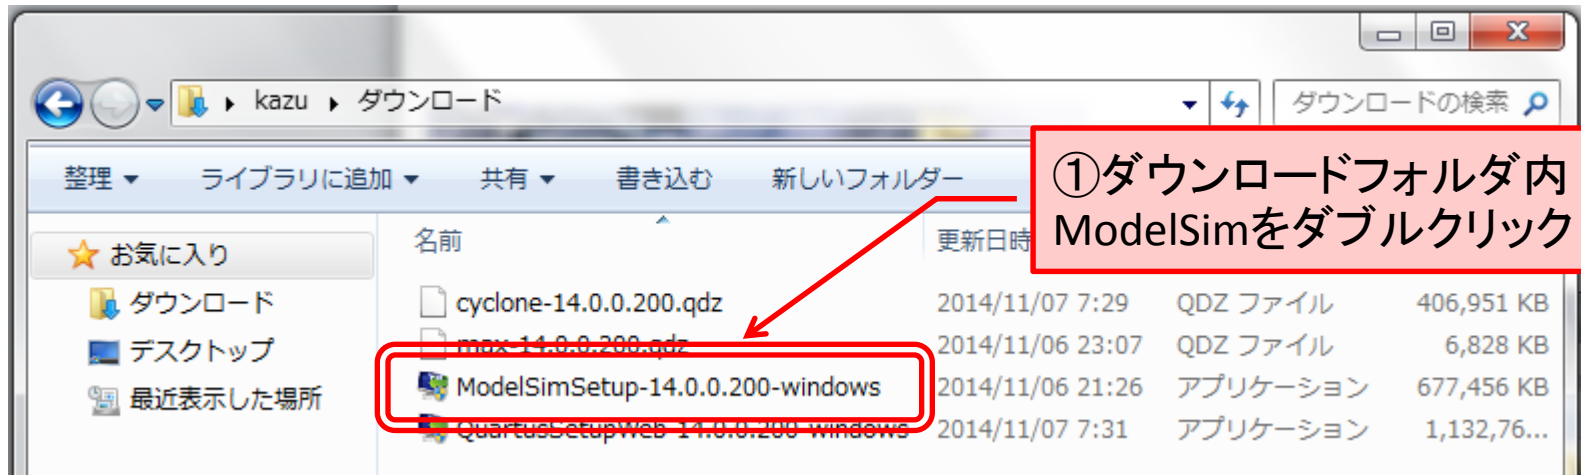 kazu ▸ ダウンロード
ダウンロードの検索
整理 ライブラリに追加 共有 書き込む 新しいフォルダー
①ダウンロードフォルダ内
ModelSimをダブルクリック
お気に入り
ダウンロード
デスクトップ
最近表示した場所
名前 更新日時
cyclone-14.0.0.200.qdz 2014/11/07 7:29 QDZ ファイル 406,951 KB
max-14.0.0.200.qdz 2014/11/06 23:07 QDZ ファイル 6,828 KB
ModelSimSetup-14.0.0.200-windows 2014/11/06 21:26 アプリケーション 677,456 KB
QuartusSetupWeb-14.0.0.200-windows 2014/11/07 7:31 アプリケーション 1,132,76...